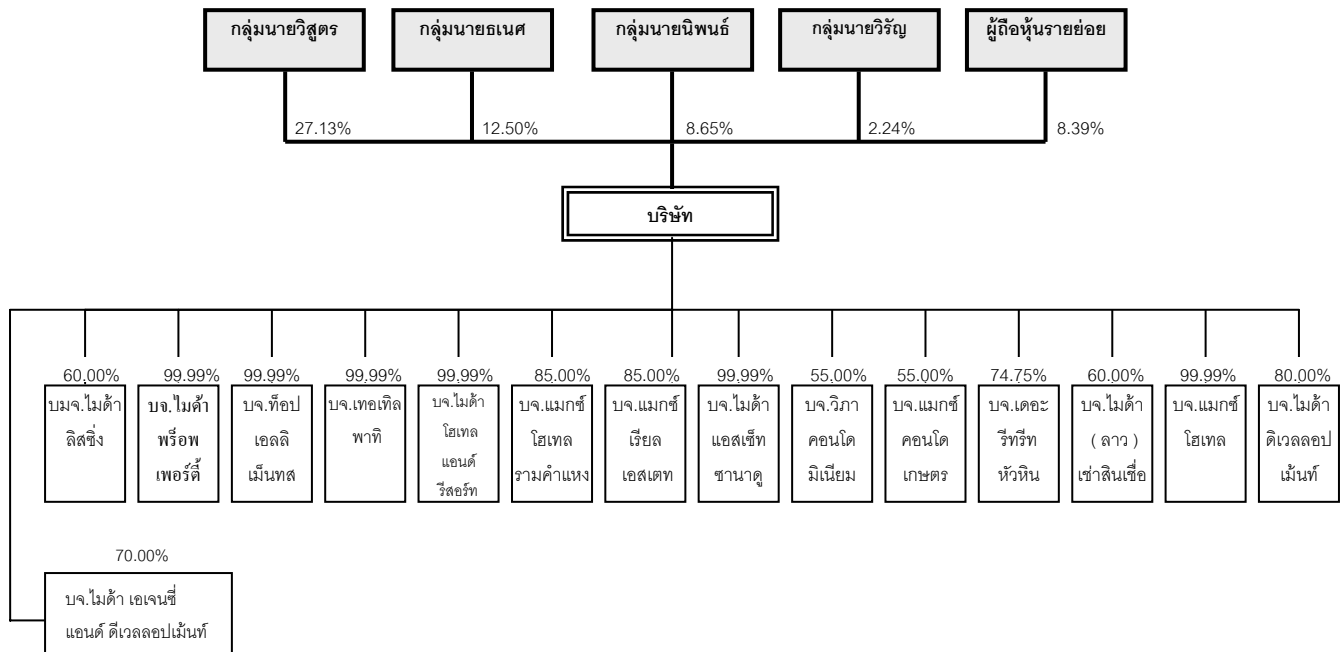 กลุ่มนายวิสูตร
กลุ่มนายธเนศ
กลุ่มนายนิพนธ์
กลุ่มนายวิรัญ
ผู้ถือหุ้นรายย่อย
27.13%
12.50%
8.65%
2.24%
8.39%
บริษัท
60.00%
99.99%
99.99%
99.99%
99.99%
85.00%
85.00%
99.99%
55.00%
55.00%
74.75%
60.00%
99.99%
80.00%
บมจ.ไมด้า
ลิสซิ่ง
บจ.ไมด้า
พร็อพ
เพอร์ตี้
บจ.ท็อป
เอลลิ
เม็นทส
บจ.เทอเทิล
พาทิ
บจ.ไมด้า
โฮเทล
แอนด์
รีสอร์ท
บจ.แมกซ์
โฮเทล
รามคำแหง
บจ.แมกซ์
เรียล
เอสเตท
บจ.ไมด้า
แอสเซ็ท
ซานาดู
บจ.วิภา
คอนโด
มิเนียม
บจ.แมกซ์
คอนโด
เกษตร
บจ.เดอะ
รีทรีท
หัวหิน
บจ.ไมด้า
( ลาว )
เช่าสินเชื่อ
บจ.แมกซ์
โฮเทล
บจ.ไมด้า
ดิเวลลอป
เม้นท์
70.00%
บจ.ไมด้า เอเจนซี่
แอนด์ ดีเวลลอปเม้นท์